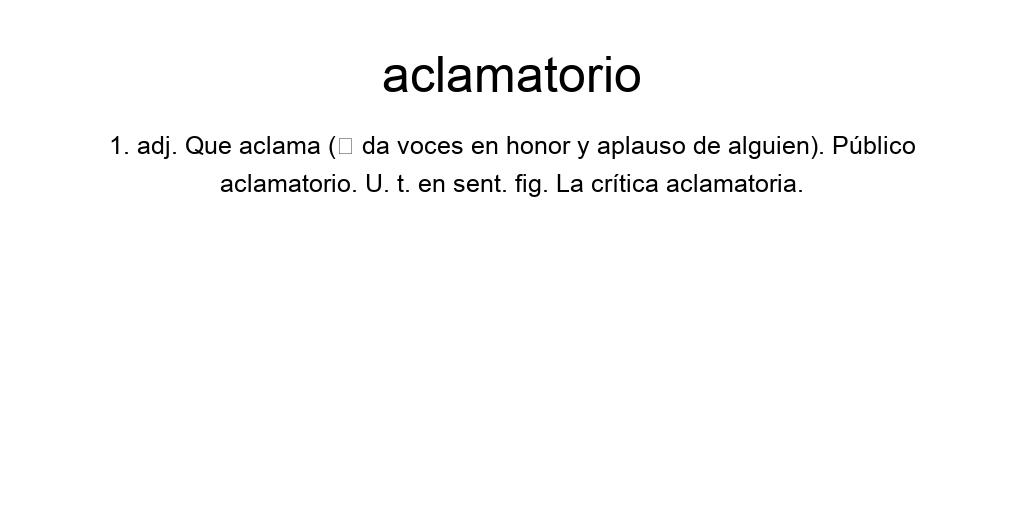 aclamatorio
1. adj. Que aclama (□ da voces en honor y aplauso de alguien). Público
aclamatorio. U. t. en sent. fig. La crítica aclamatoria.